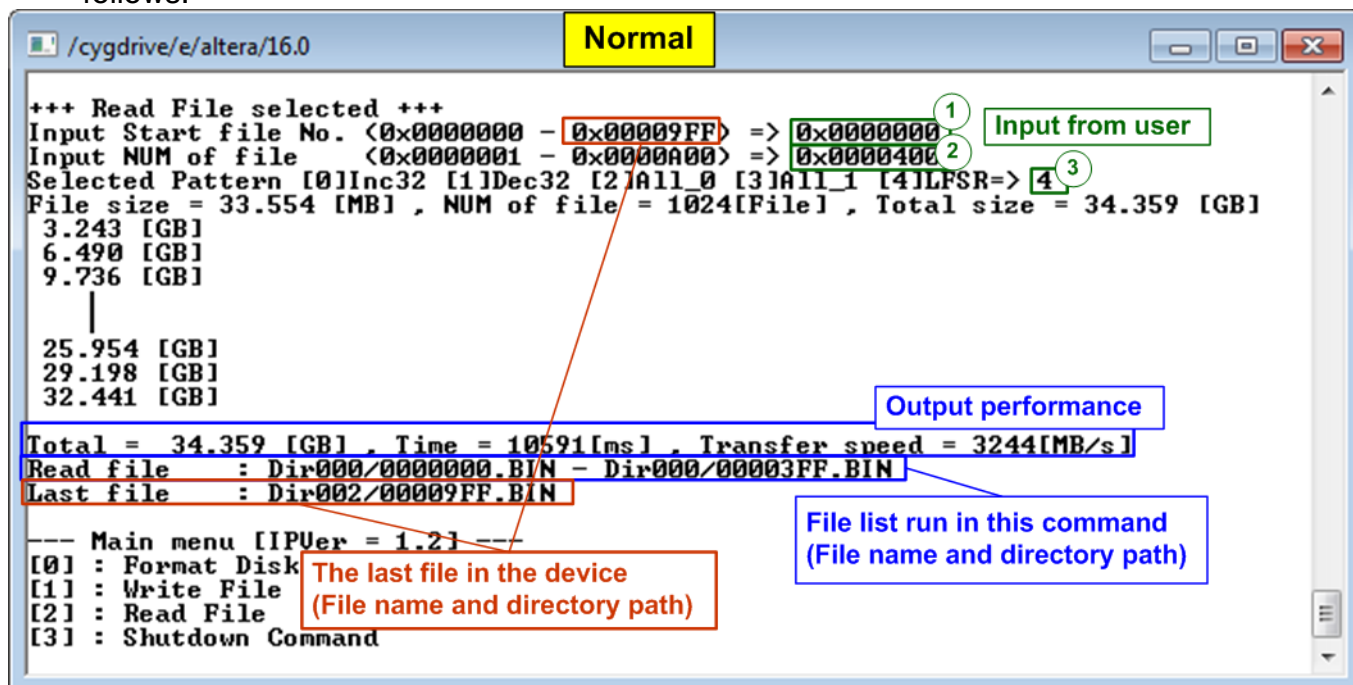 follows:
/cygdrive/e/altera/16.0
Normal
+++ Read File selected +++
Input Start file No. (0x0000000 - 0x00009FF) => 0x0000000
1
Input from user
Input NUM of file (0x0000001 - 0x0000A00) => 0x0000400
2
Selected Pattern [0]Inc32 [1]Dec32 [2]All_0 [3]All_1 [4]LFSR=> 4
3
File size = 33.554 [MB] , NUM of file = 1024[File] , Total size = 34.359 [GB]
3.243 [GB]
6.490 [GB]
9.736 [GB]
25.954 [GB]
29.198 [GB]
32.441 [GB]
Output performance
Total = 34.359 [GB] , Time = 10591[ms] , Transfer speed = 3244[MB/s]
Read file : Dir000/0000000.BIN - Dir000/00003FF.BIN
Last file : Dir002/00009FF.BIN
File list run in this command
(File name and directory path)
--- Main menu [IPVer = 1.2] ---
[0] : Format Disk
[1] : Write File
[2] : Read File
[3] : Shutdown Command
The last file in the device
(File name and directory path)